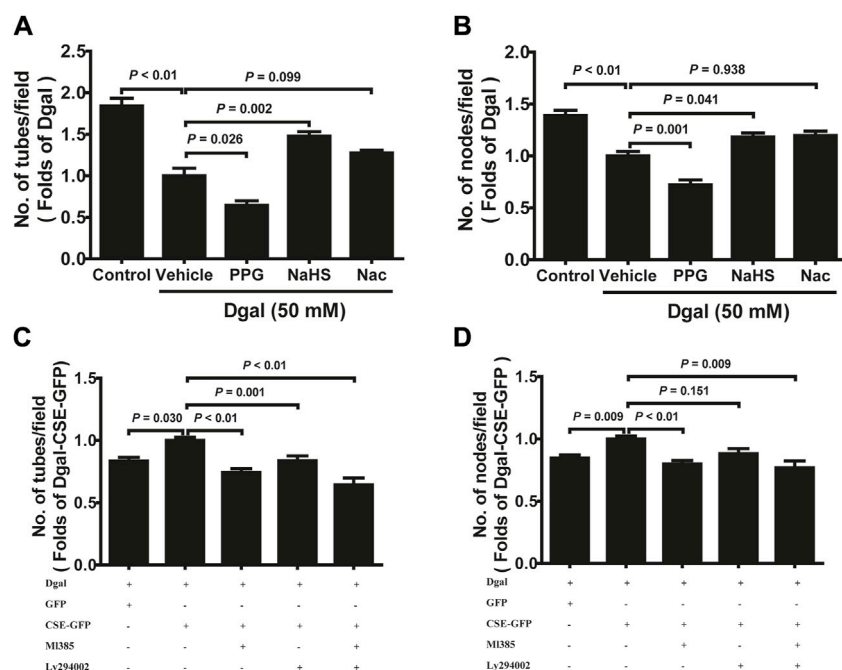 A
No. of tubes/field
( Folds of Dgal)
2.5
2.0
1.5
1.0
0.5
0.0
P < 0.01
P = 0.099
P = 0.002
P = 0.026
Control Vehicle PPG NaHS Nac
Dgal (50 mM)
B
No. of nodes/field
( Folds of Dgal )
2.0
1.5
1.0
0.5
0.0
P < 0.01
P = 0.938
P = 0.041
P = 0.001
Control Vehicle PPG NaHS Nac
Dgal (50 mM)
C
No. of tubes/field
( Folds of Dgal-CSE-GFP)
1.5
1.0
0.5
0.0
P < 0.01
P = 0.001
P = 0.030 P < 0.01
Dgal + + + + +
GFP + - - - -
CSE-GFP - + + + +
Ml385 - - + - +
Ly294002 - - - + +
D
No. of nodes/field
( Folds of Dgal-CSE-GFP )
1.5
1.0
0.5
0.0
P = 0.009
P = 0.151
P = 0.009 P < 0.01
Dgal + + + + +
GFP + - - - -
CSE-GFP - + + + +
Ml385 - - + - +
Ly294002 - - - + +